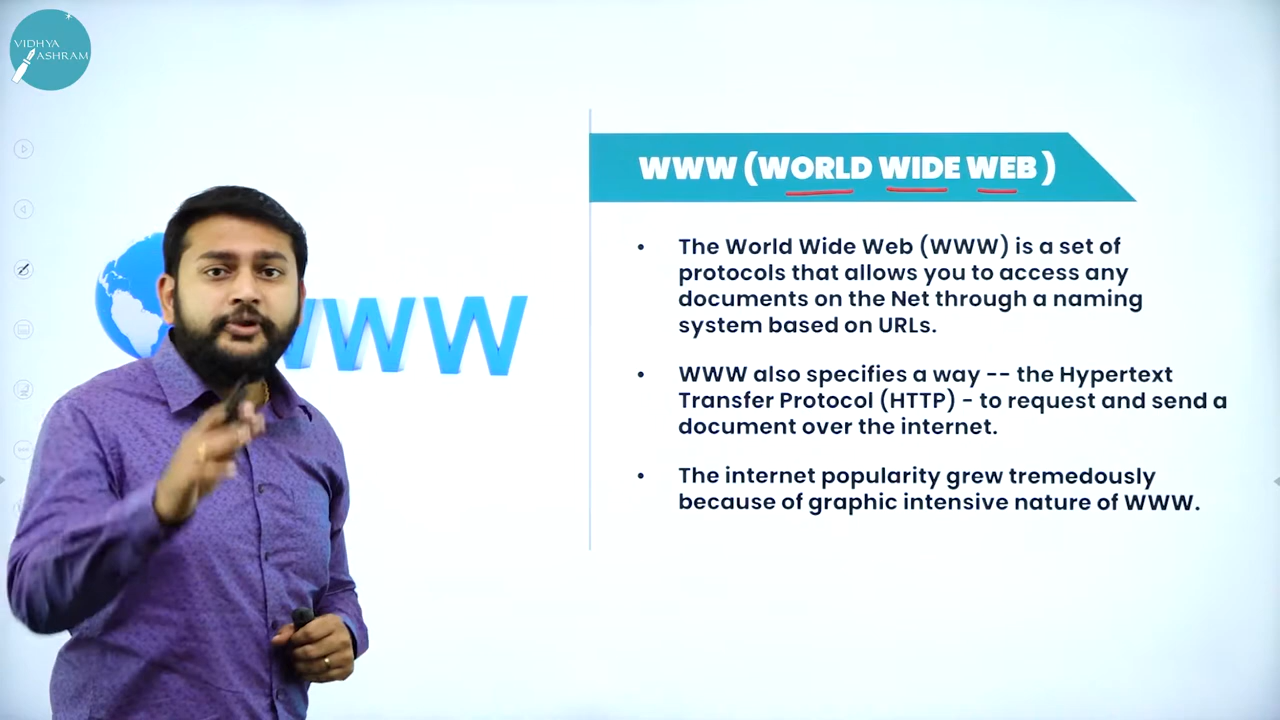 VIDHYA
ASHRAM
WWW (WORLD WIDE WEB )
WWW
• The World Wide Web (WWW) is a set of
protocols that allows you to access any
documents on the Net through a naming
system based on URLs.
• WWW also specifies a way -- the Hypertext
Transfer Protocol (HTTP) - to request and send a
document over the internet.
• The internet popularity grew tremedously
because of graphic intensive nature of WWW.